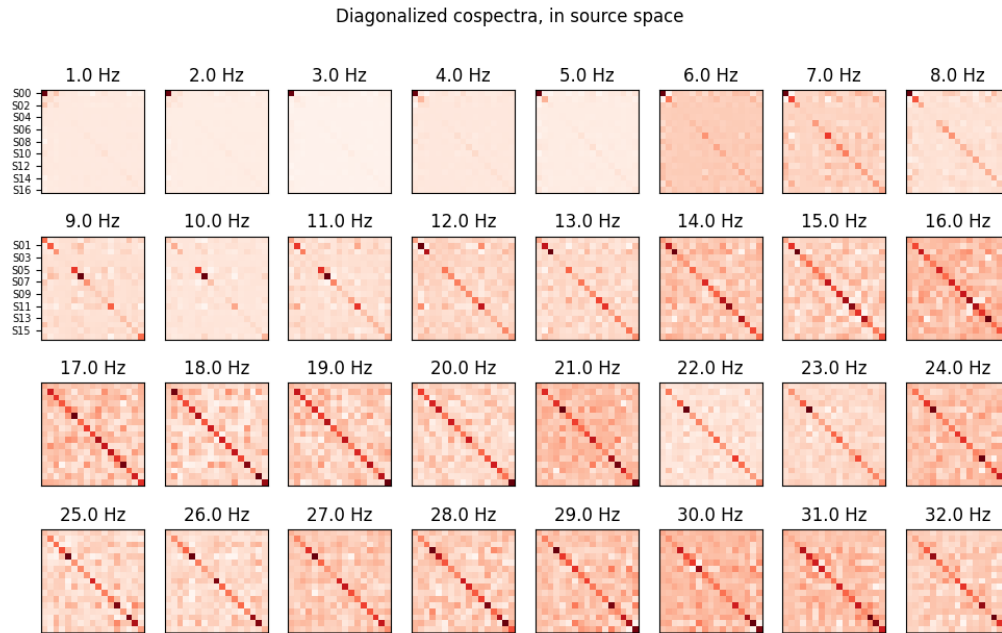 Diagonalized cospectra, in source space
1.0 Hz 2.0 Hz 3.0 Hz 4.0 Hz 5.0 Hz 6.0 Hz 7.0 Hz 8.0 Hz
S00
S02
S04
S06
S08
S10
S12
S14
S16
9.0 Hz 10.0 Hz 11.0 Hz 12.0 Hz 13.0 Hz 14.0 Hz 15.0 Hz 16.0 Hz
S01
S03
S05
S07
S09
S11
S13
S15
17.0 Hz 18.0 Hz 19.0 Hz 20.0 Hz 21.0 Hz 22.0 Hz 23.0 Hz 24.0 Hz
25.0 Hz 26.0 Hz 27.0 Hz 28.0 Hz 29.0 Hz 30.0 Hz 31.0 Hz 32.0 Hz